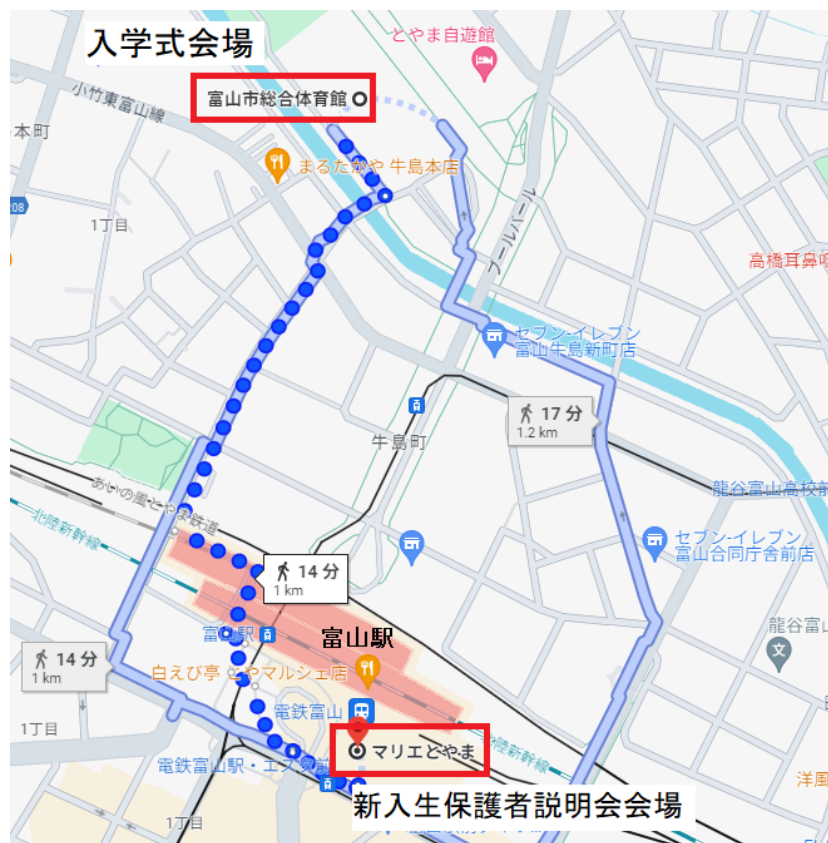 入学式会場
とやま自遊館
富山市総合体育館
小竹東富山線
本町
まるたかや 牛島本店
208
1丁目
ブールバール
高橋耳鼻咽
セブン-イレブン
富山牛島新町店
17 分
1.2 km
牛島町
龍谷富山高校前
あいの風とやま鉄道
北陸新幹線
セブン-イレブン
富山合同庁舎前店
14 分
1 km
富山駅
龍谷富山
富山駅
文
14 分
1 km
白えび亭 とやマルシェ店
電鉄富山
1丁目
マリエとやま
電鉄富山駅・エスタ前
北陸新幹線
洋風
新入生保護者説明会会場
1丁目